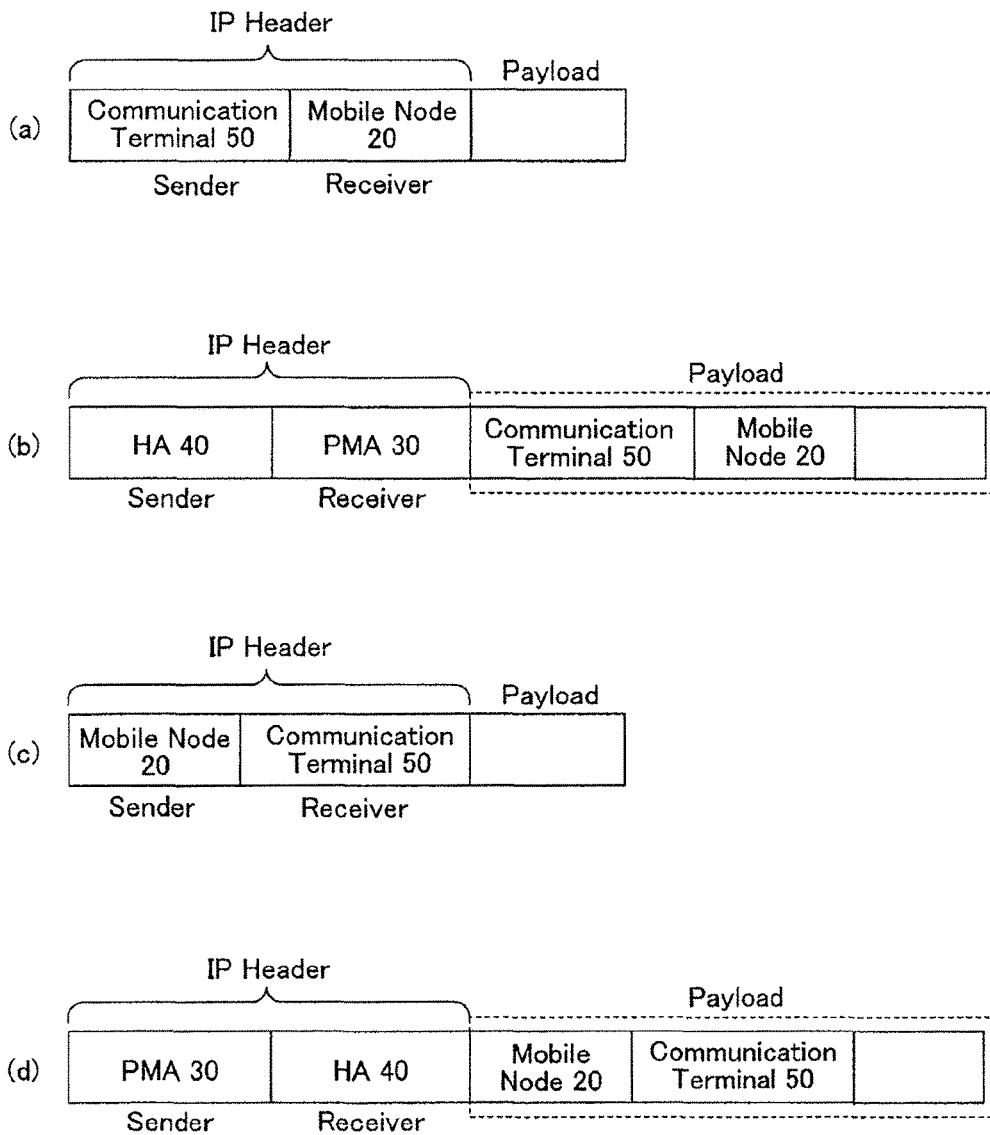 IP Header
Payload
(a)
Communication Terminal 50
Mobile Node 20
Sender
Receiver
IP Header
Payload
(b)
HA 40
PMA 30
Communication Terminal 50
Mobile Node 20
Sender
Receiver
IP Header
Payload
(c)
Mobile Node 20
Communication Terminal 50
Sender
Receiver
IP Header
Payload
(d)
PMA 30
HA 40
Mobile Node 20
Communication Terminal 50
Sender
Receiver